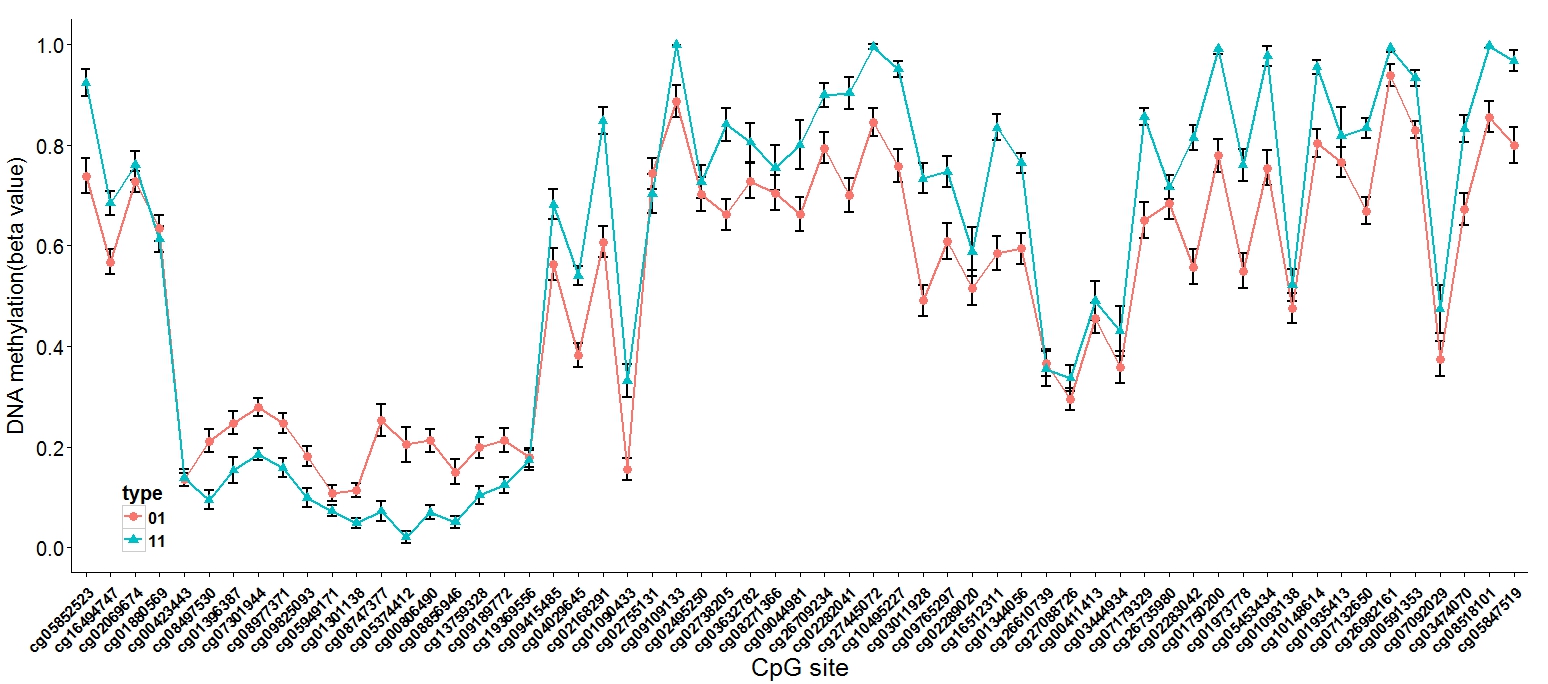 DNA methylation(beta value)
1.0
0.8
0.6
0.4
0.2
0.0
type
01
11
cg05852523
cg16494747
cg02069674
cg01880569
cg00423443
cg08497530
cg01396387
cg07301944
cg08977371
cg09825093
cg05949171
cg13001138
cg08747377
cg05374412
cg00806490
cg08856946
cg13759328
cg09189772
cg19369556
cg09415485
cg04029645
cg02168291
cg01090433
cg02755131
cg09109133
cg02495250
cg02738205
cg03632782
cg08271366
cg09044981
cg26709234
cg02282041
cg27445072
cg10495227
cg03011928
cg09765297
cg02289020
cg16512311
cg13444056
cg26610739
cg27088726
cg00411413
cg03444934
cg07179329
cg26735980
cg02283042
cg01750200
cg01973778
cg05453434
cg01093138
cg10148614
cg01935413
cg07132650
cg26982161
cg00591353
cg07092029
cg03474070
cg08518101
cg05847519
CpG site